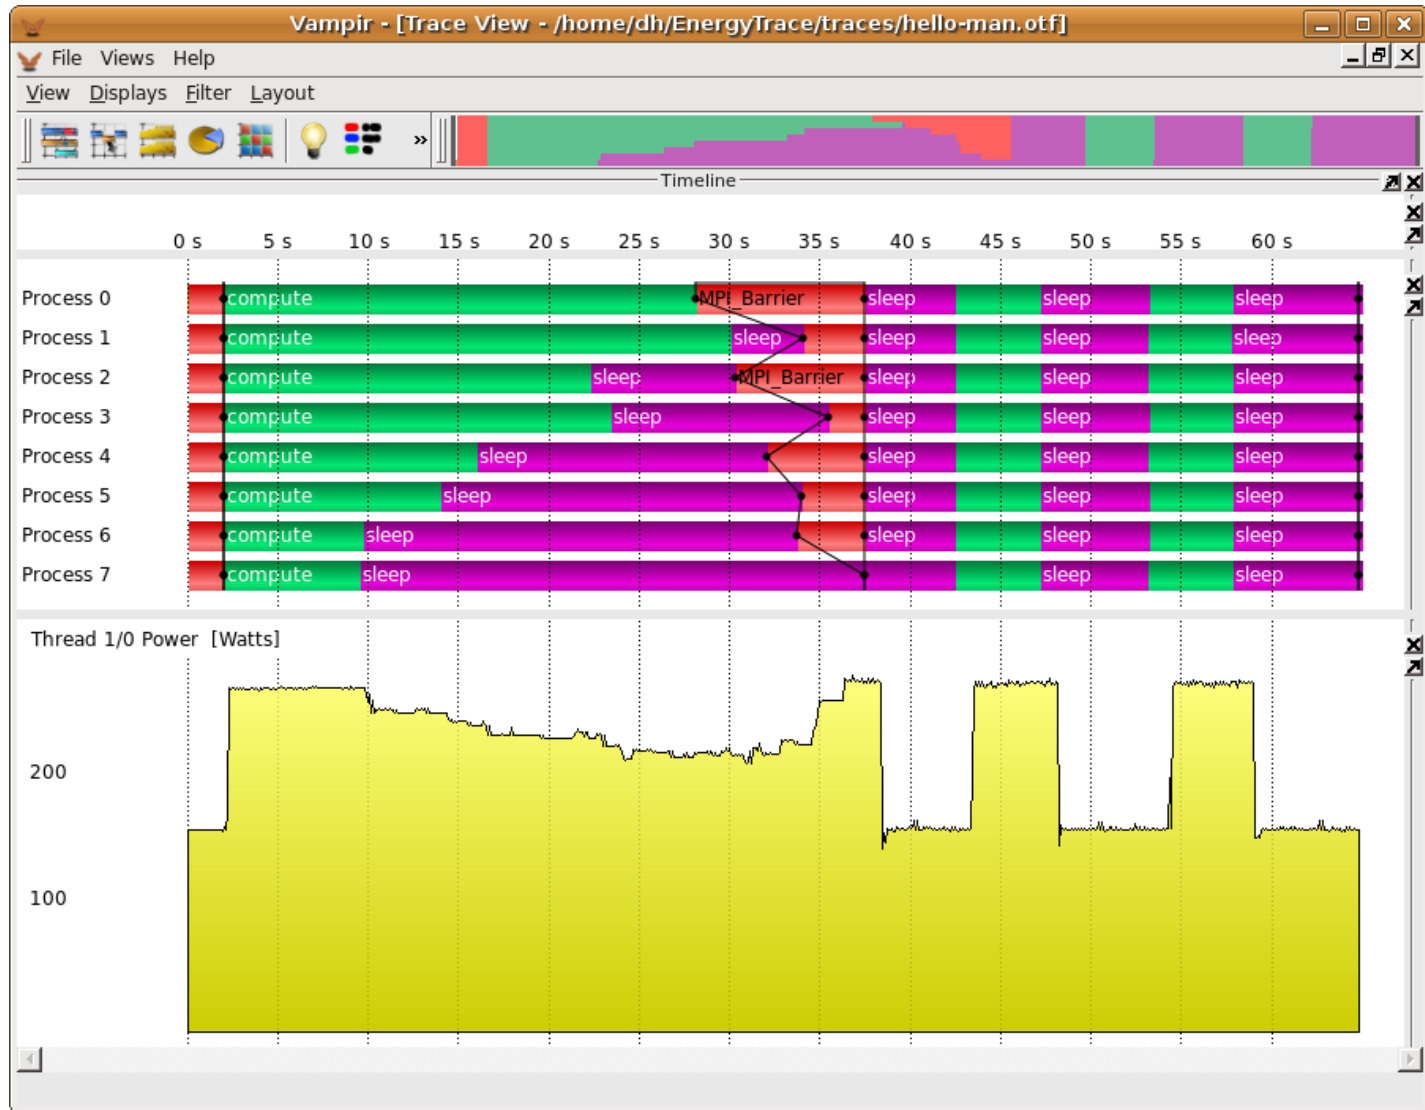 Vampir - [Trace View - /home/dh/EnergyTrace/traces/hello-man.otf]
File Views Help
View Displays Filter Layout
»
Timeline
0 s 5 s 10 s 15 s 20 s 25 s 30 s 35 s 40 s 45 s 50 s 55 s 60 s
Process 0 compute MPI_Barrier sleep sleep sleep
Process 1 compute sleep sleep sleep sleep
Process 2 compute sleep MPI_Barrier sleep sleep sleep
Process 3 compute sleep sleep sleep sleep
Process 4 compute sleep sleep sleep sleep
Process 5 compute sleep sleep sleep sleep
Process 6 compute sleep sleep sleep sleep
Process 7 compute sleep sleep sleep
Thread 1/0 Power [Watts]
200
100